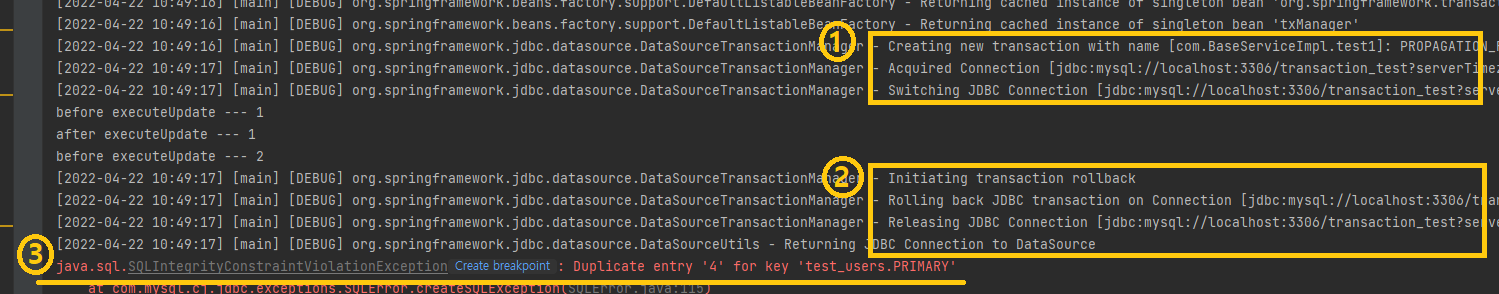 [2022-04-22 10:49:16] [main] [DEBUG] org.springframework.beans.factory.support.DefaultListableBeanFactory - Returning cached instance of singleton bean 'org.springframework.transac
[2022-04-22 10:49:16] [main] [DEBUG] org.springframework.beans.factory.support.DefaultListableBeanFactory - Returning cached instance of singleton bean 'txManager'
[2022-04-22 10:49:16] [main] [DEBUG] org.springframework.jdbc.datasource.DataSourceTransactionManager - Creating new transaction with name [com.BaseServiceImpl.test1]: PROPAGATION_R
①
[2022-04-22 10:49:17] [main] [DEBUG] org.springframework.jdbc.datasource.DataSourceTransactionManager - Acquired Connection [jdbc:mysql://localhost:3306/transaction_test?serverTimez
[2022-04-22 10:49:17] [main] [DEBUG] org.springframework.jdbc.datasource.DataSourceTransactionManager - Switching JDBC Connection [jdbc:mysql://localhost:3306/transaction_test?serve
before executeUpdate --- 1
after executeUpdate --- 1
before executeUpdate --- 2
[2022-04-22 10:49:17] [main] [DEBUG] org.springframework.jdbc.datasource.DataSourceTransactionManager - Initiating transaction rollback
②
[2022-04-22 10:49:17] [main] [DEBUG] org.springframework.jdbc.datasource.DataSourceTransactionManager - Rolling back JDBC transaction on Connection [jdbc:mysql://localhost:3306/tran
[2022-04-22 10:49:17] [main] [DEBUG] org.springframework.jdbc.datasource.DataSourceTransactionManager - Releasing JDBC Connection [jdbc:mysql://localhost:3306/transaction_test?serve
[2022-04-22 10:49:17] [main] [DEBUG] org.springframework.jdbc.datasource.DataSourceUtils - Returning JDBC Connection to DataSource
③
java.sql.SQLIntegrityConstraintViolationException Create breakpoint : Duplicate entry '4' for key 'test_users.PRIMARY'
at com.mysql.cj.jdbc.exceptions.SQLError.createSQLException(SQLError.java:115)